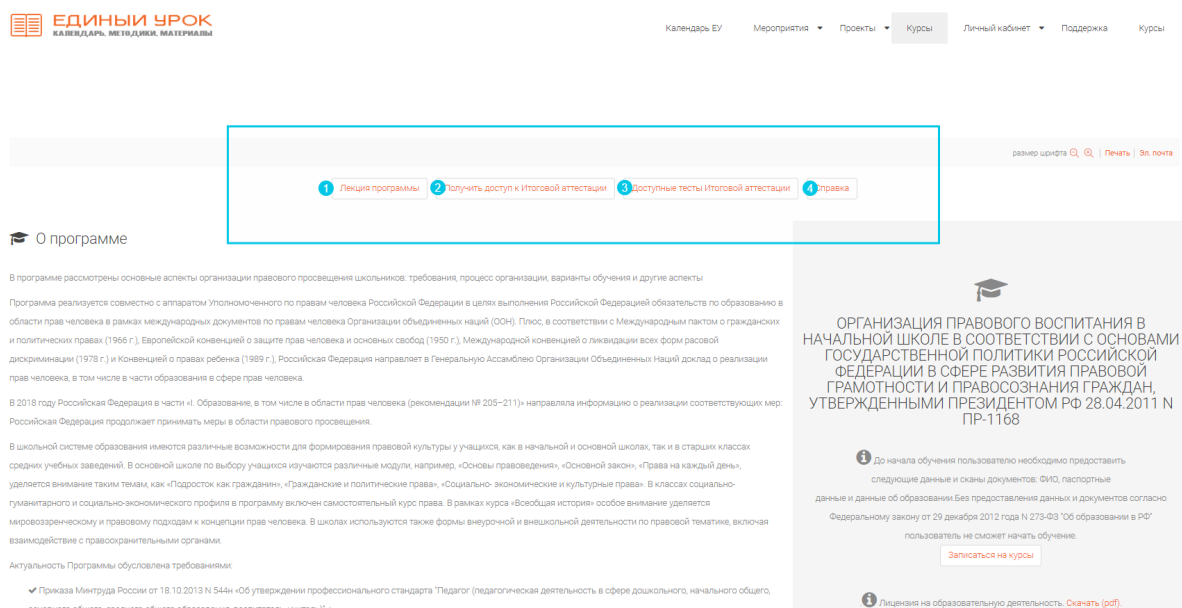 ЕДИНЫЙ УРОК
КАЛЕНДАРЬ, МЕТОДИКИ, МАТЕРИАЛЫ
Календарь ЕУ Мероприятия Проекты Курсы Личный кабинет Поддержка Курсы
размер шрифта | Печать | Эл. почта
1 Лекция программы 2 Получить доступ к Итоговой аттестации 3 Доступные тесты Итоговой аттестации 4 Справка
О программе
В программе рассмотрены основные аспекты организации правового просвещения школьников: требования, процесс организации, варианты обучения и другие аспекты
Программа реализуется совместно с аппаратом Уполномоченного по правам человека Российской Федерации в целях выполнения Российской Федерацией обязательств по образованию в
области прав человека в рамках международных документов по правам человека Организации объединенных наций (ООН). Плюс, в соответствии с Международным пактом о гражданских
и политических правах (1966 г.), Европейской конвенцией о защите прав человека и основных свобод (1950 г.), Международной конвенцией о ликвидации всех форм расовой
дискриминации (1978 г.) и Конвенцией о правах ребенка (1989 г.), Российская Федерация направляет в Генеральную Ассамблею Организации Объединенных Наций доклад о реализации
прав человека, в том числе в части образования в сфере прав человека.
В 2018 году Российская Федерация в части «I. Образование, в том числе в области прав человека (рекомендации № 205–211)» направляла информацию о реализации соответствующих мер:
Российская Федерация продолжает принимать меры в области правового просвещения.
В школьной системе образования имеются различные возможности для формирования правовой культуры у учащихся, как в начальной и основной школах, так и в старших классах
средних учебных заведений. В основной школе по выбору учащихся изучаются различные модули, например, «Основы правоведения», «Основной закон», «Права на каждый день»,
уделяется внимание таким темам, как «Подросток как гражданин», «Гражданские и политические права», «Социально- экономические и культурные права». В классах социально-
гуманитарного и социально-экономического профиля в программу включен самостоятельный курс права. В рамках курса «Всеобщая история» особое внимание уделяется
мировоззренческому и правовому подходам к концепции прав человека. В школах используются также формы внеурочной и внешкольной деятельности по правовой тематике, включая
взаимодействие с правоохранительными органами.
Актуальность Программы обусловлена требованиями:
Приказа Минтруда России от 18.10.2013 N 544н «Об утверждении профессионального стандарта "Педагог (педагогическая деятельность в сфере дошкольного, начального общего,
ОРГАНИЗАЦИЯ ПРАВОВОГО ВОСПИТАНИЯ В
НАЧАЛЬНОЙ ШКОЛЕ В СООТВЕТСТВИИ С ОСНОВАМИ
ГОСУДАРСТВЕННОЙ ПОЛИТИКИ РОССИЙСКОЙ
ФЕДЕРАЦИИ В СФЕРЕ РАЗВИТИЯ ПРАВОВОЙ
ГРАМОТНОСТИ И ПРАВОСОЗНАНИЯ ГРАЖДАН,
УТВЕРЖДЕННЫМИ ПРЕЗИДЕНТОМ РФ 28.04.2011 N
ПР-1168
До начала обучения пользователю необходимо предоставить
следующие данные и сканы документов: ФИО, паспортные
данные и данные об образовании.Без предоставления данных и документов согласно
Федеральному закону от 29 декабря 2012 года N 273-ФЗ "Об образовании в РФ"
пользователь не сможет начать обучение.
Записаться на курсы
Лицензия на образовательную деятельность. Скачать (pdf).